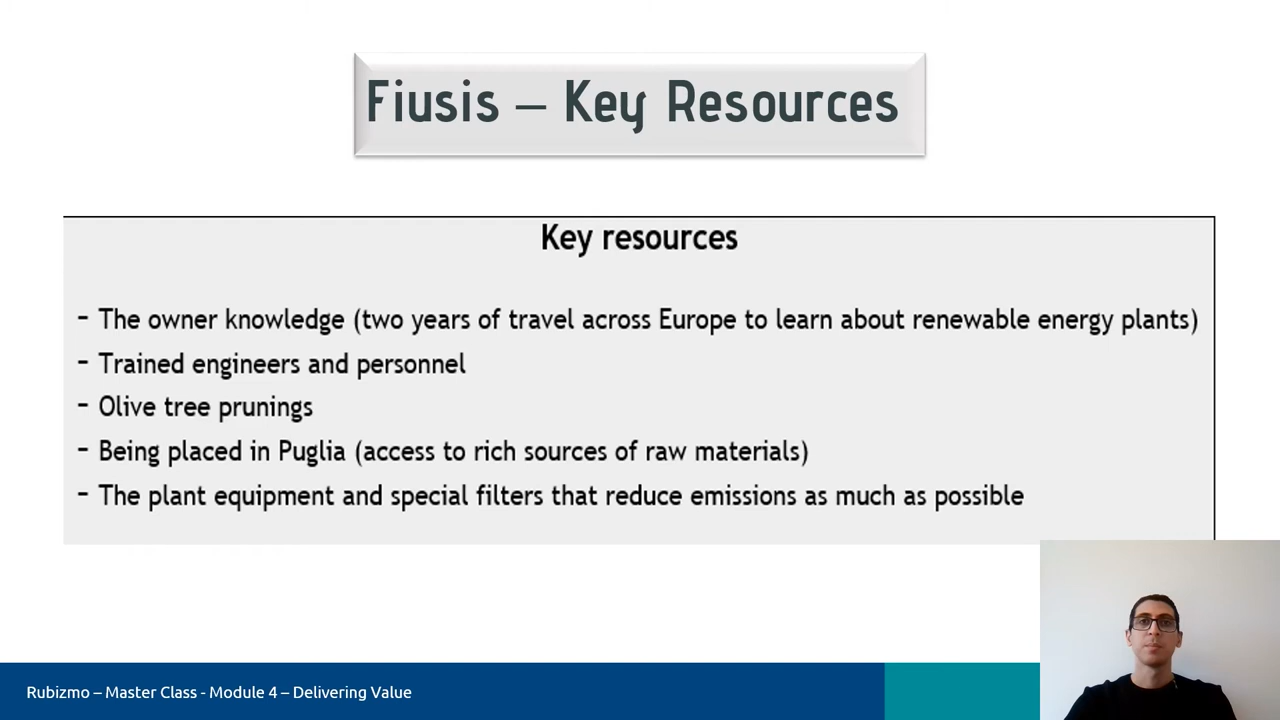 Fiusis – Key Resources
Key resources
- The owner knowledge (two years of travel across Europe to learn about renewable energy plants)
- Trained engineers and personnel
- Olive tree prunings
- Being placed in Puglia (access to rich sources of raw materials)
- The plant equipment and special filters that reduce emissions as much as possible
Rubizmo – Master Class - Module 4 – Delivering Value